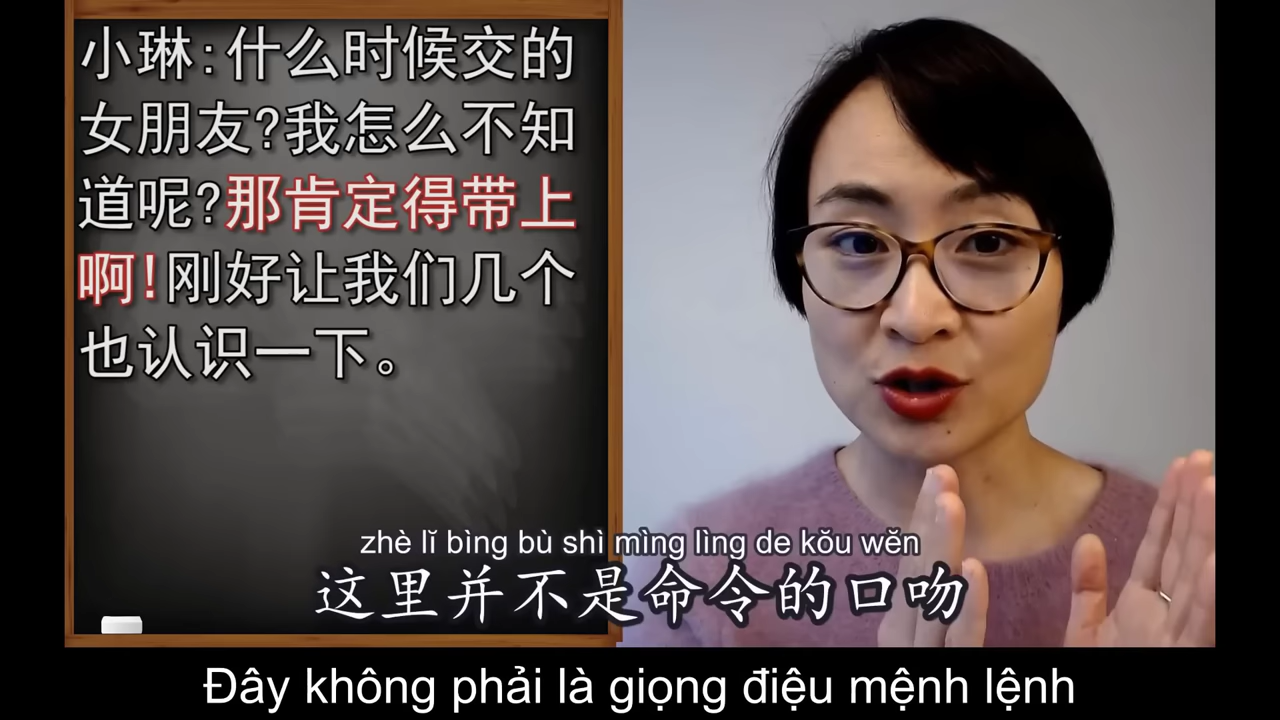 小琳:什么时候交的
女朋友?我怎么不知
道呢?那肯定得带上
啊!刚好让我们几个
也认识一下。
zhè lǐ bìng bù shì mìng lìng de kǒu wěn
这里并不是命令的口吻
Đây không phải là giọng điệu mệnh lệnh